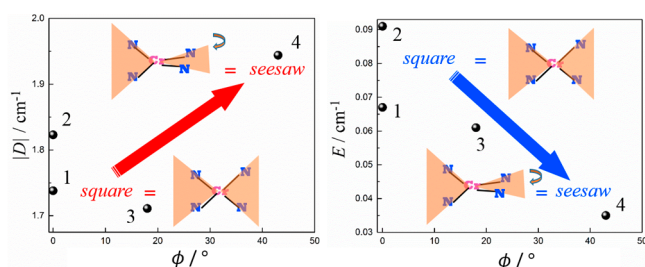 2.0
1.9
1.8
1.7
|D| / cm⁻¹
0 10 20 30 40 50
ϕ / °
N
N
Cr
N
N
= seesaw
4
2
1
3
square =
N
N
Cr
N
N
0.09
0.08
0.07
0.06
0.05
0.04
0.03
E / cm⁻¹
0 10 20 30 40 50
ϕ / °
2
square =
N
N
Cr
N
N
1
3
N
N
Cr
N
N
= seesaw
4